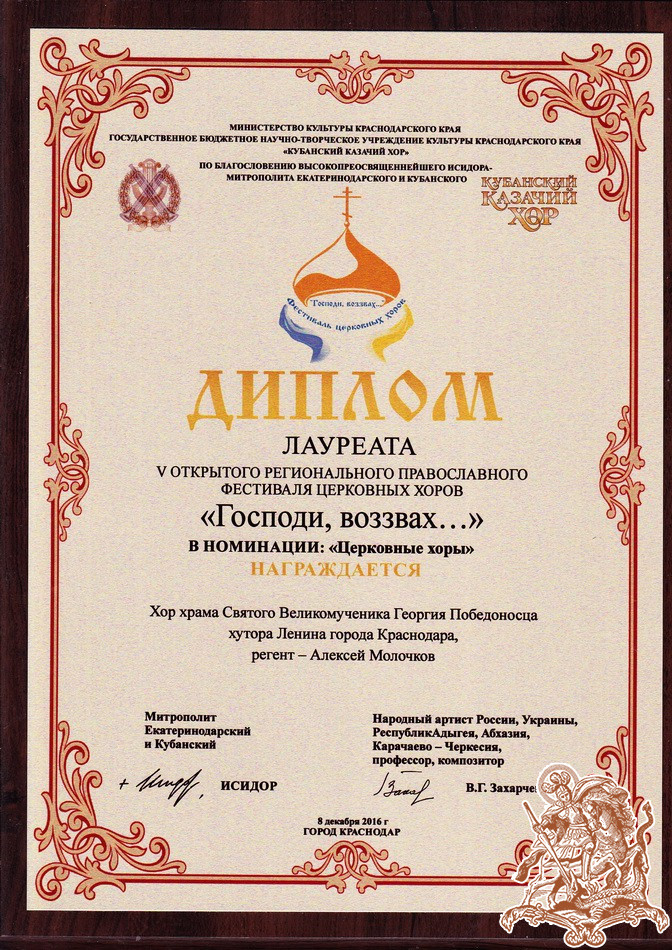 МИНИСТЕРСТВО КУЛЬТУРЫ КРАСНОДАРСКОГО КРАЯ
ГОСУДАРСТВЕННОЕ БЮДЖЕТНОЕ НАУЧНО-ТВОРЧЕСКОЕ УЧРЕЖДЕНИЕ КУЛЬТУРЫ КРАСНОДАРСКОГО КРАЯ
«КУБАНСКИЙ КАЗАЧИЙ ХОР»
ПО БЛАГОСЛОВЕНИЮ ВЫСОКОПРЕОСВЯЩЕННЕЙШЕГО ИСИДОРА-
МИТРОПОЛИТА ЕКАТЕРИНОДАРСКОГО И КУБАНСКОГО
КУБАНСКИЙ
КАЗАЧИЙ
ХОР
"Господи, воззвах..."
Фестиваль церковных хоров
ДИПЛОМ
ЛАУРЕАТА
V ОТКРЫТОГО РЕГИОНАЛЬНОГО ПРАВОСЛАВНОГО
ФЕСТИВАЛЯ ЦЕРКОВНЫХ ХОРОВ
«Господи, воззвах…»
В НОМИНАЦИИ: «Церковные хоры»
НАГРАЖДАЕТСЯ
Хор храма Святого Великомученика Георгия Победоносца
хутора Ленина города Краснодара,
регент – Алексей Молочков
Митрополит
Екатеринодарский
и Кубанский
ИСИДОР
Народный артист России, Украины,
РеспубликАдыгея, Абхазия,
Карачаево – Черкесия,
профессор, композитор
В.Г. Захарче
8 декабря 2016 г
ГОРОД КРАСНОДАР